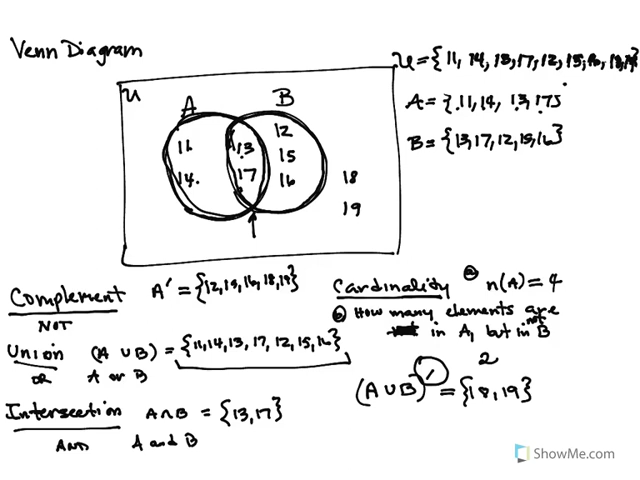 Venn Diagram
U = {11, 14, 13, 17, 12, 15, 16, 18, 19}
A = {11, 14, 13, 17}
B = {13, 17, 12, 15, 16}
U
A B
11 13 12
14 17 15
16
18
19
Complement A' = {12, 15, 16, 18, 19}
NOT
Union (A ∪ B) = {11, 14, 13, 17, 12, 15, 16}
OR A or B
Intersection A∩B = {13, 17}
AND A and B
Cardinality ⓐ n(A) = 4
ⓑ How many elements are
in A, but in not B
2
(A ∪ B)' = {18, 19}
ShowMe.com